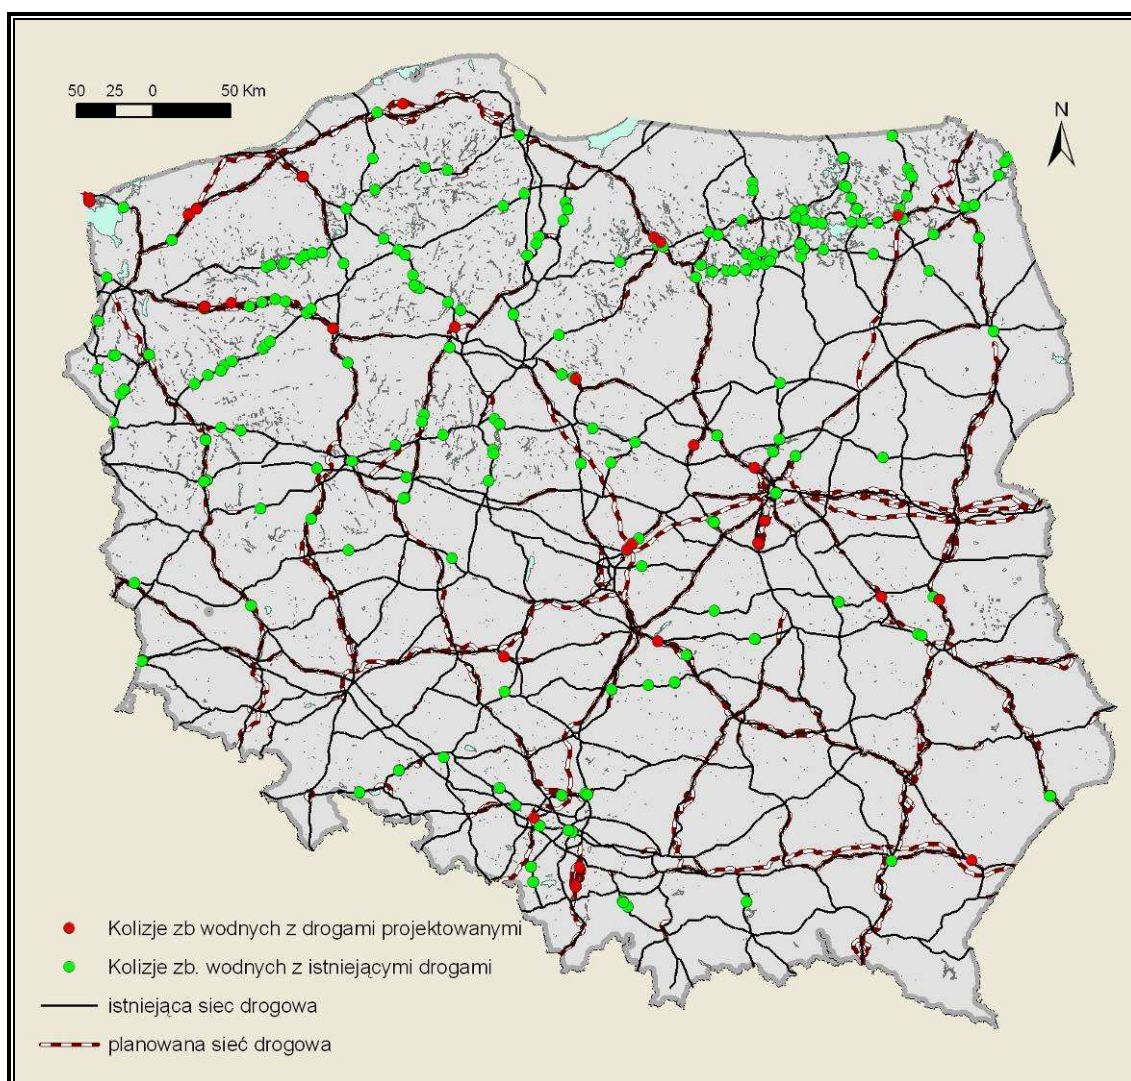 50 25 0 50 Km
N
Kolizje zb wodnych z drogami projektowanymi
Kolizje zb. wodnych z istniejącymi drogami
istniejąca siec drogowa
planowana sieć drogowa